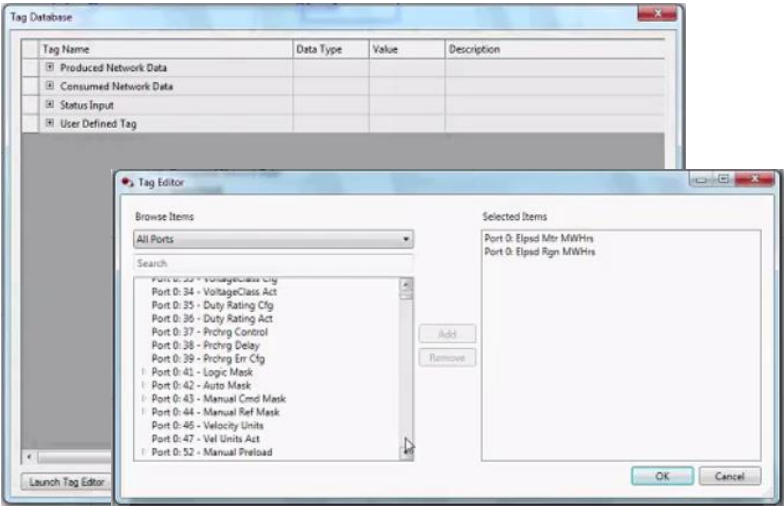 Tag Database
Tag Name Data Type Value Description
Produced Network Data
Consumed Network Data
Status Input
User Defined Tag
Launch Tag Editor
Tag Editor
Browse Items
All Ports
Search
Port 0: 34 - VoltageClass Act
Port 0: 35 - Duty Rating Cfg
Port 0: 36 - Duty Rating Act
Port 0: 37 - Prchrg Control
Port 0: 38 - Prchrg Delay
Port 0: 39 - Prchrg Err Cfg
Port 0: 41 - Logic Mask
Port 0: 42 - Auto Mask
Port 0: 43 - Manual Cmd Mask
Port 0: 44 - Manual Ref Mask
Port 0: 46 - Velocity Units
Port 0: 47 - Vel Units Act
Port 0: 52 - Manual Preload
Add
Remove
Selected Items
Port 0: Elpsd Mtr MWHrs
Port 0: Elpsd Rgn MWHrs
OK
Cancel